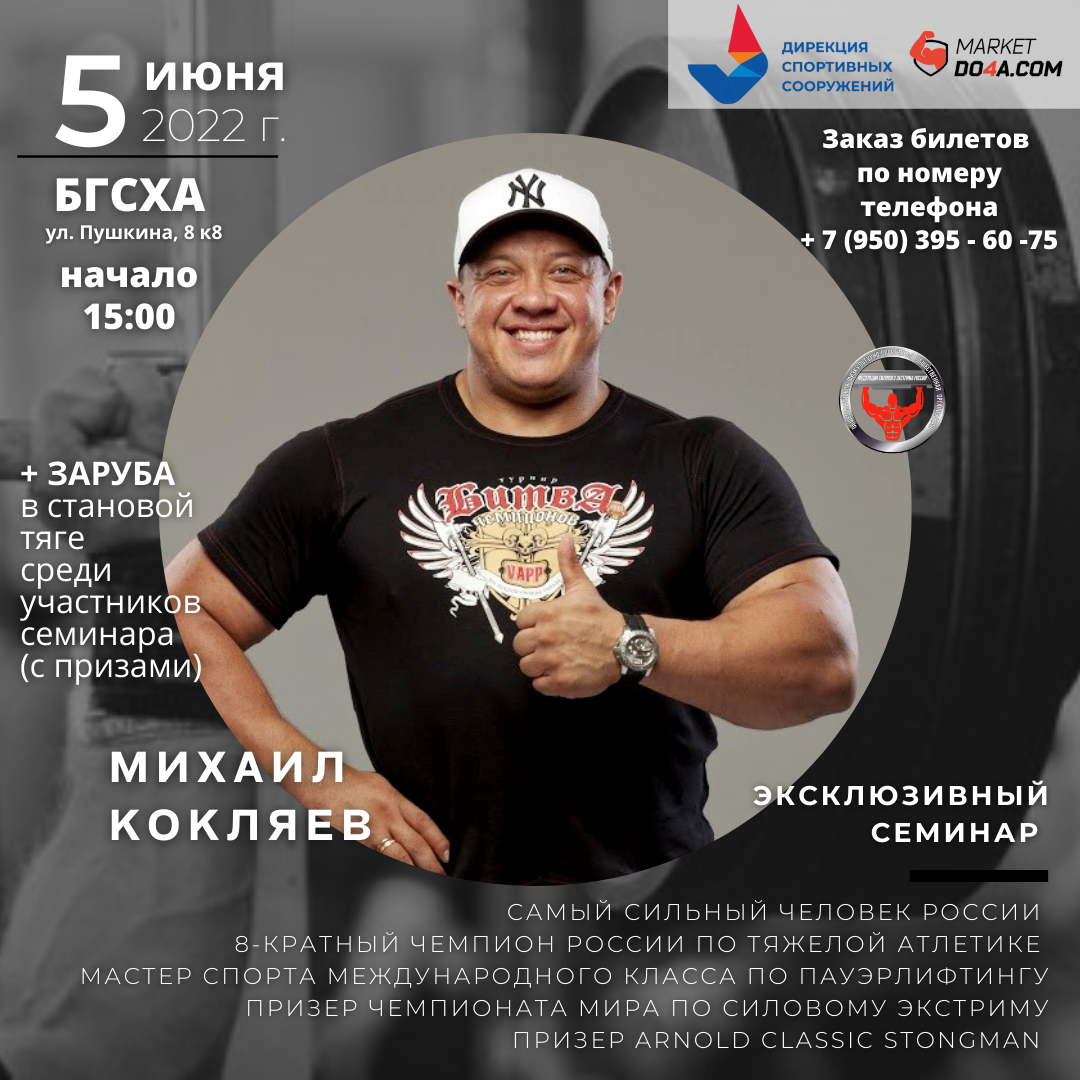 5 ИЮНЯ
2022 г.
БГСХА
ул. Пушкина, 8 к8
начало
15:00
ДИРЕКЦИЯ
СПОРТИВНЫХ
СООРУЖЕНИЙ
MARKET
DO4A.COM
Заказ билетов
по номеру
телефона
+ 7 (950) 395 - 60 -75
NY
+ ЗАРУБА
в становой
тяге
среди
участников
семинара
(с призами)
турнир
Битва
Чемпионов
VAPP
МИХАИЛ
КОКЛЯЕВ
ЭКСКЛЮЗИВНЫЙ
СЕМИНАР
САМЫЙ СИЛЬНЫЙ ЧЕЛОВЕК РОССИИ
8-КРАТНЫЙ ЧЕМПИОН РОССИИ ПО ТЯЖЕЛОЙ АТЛЕТИКЕ
МАСТЕР СПОРТА МЕЖДУНАРОДНОГО КЛАССА ПО ПАУЭРЛИФТИНГУ
ПРИЗЕР ЧЕМПИОНАТА МИРА ПО СИЛОВОМУ ЭКСТРИМУ
ПРИЗЕР ARNOLD CLASSIC STONGMAN